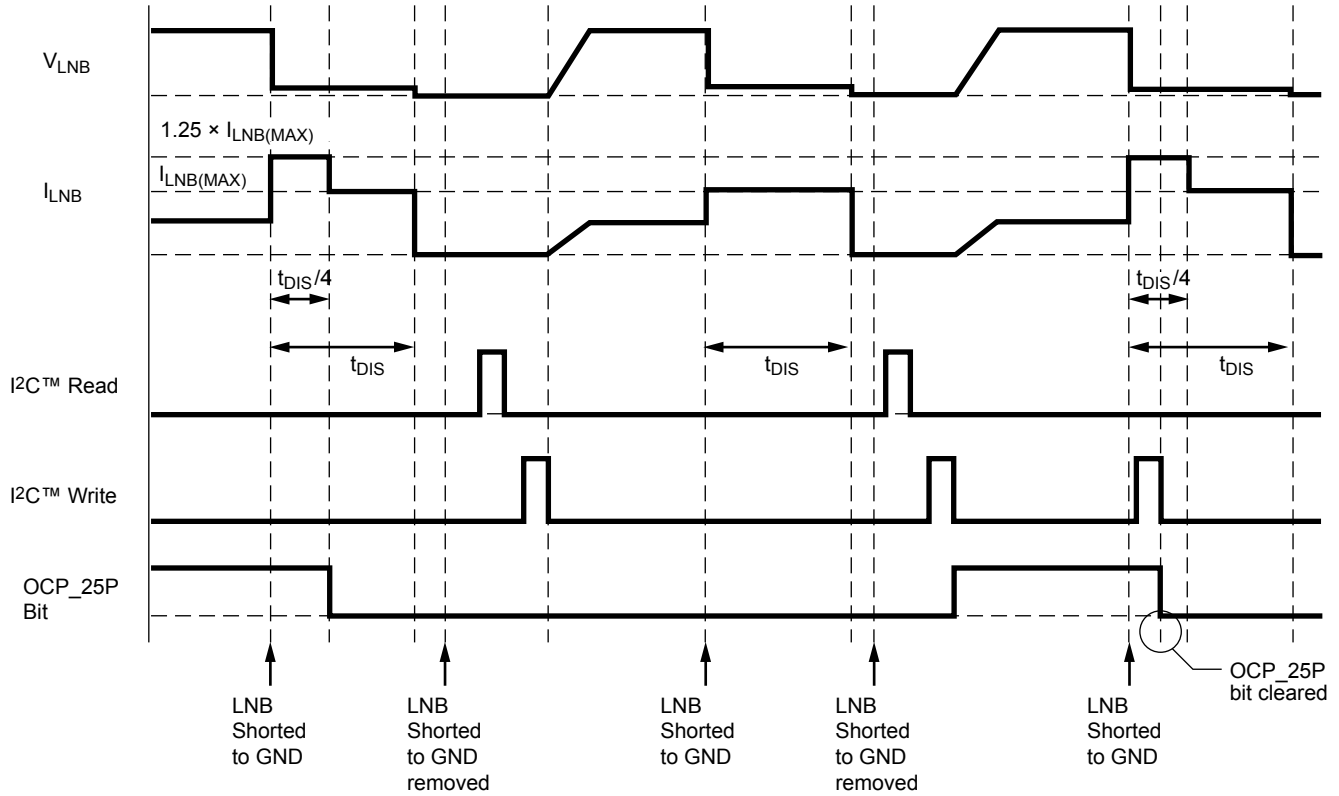 VLNB
1.25 × ILNB(MAX)
ILNB(MAX)
ILNB
tDIS/4
tDIS/4
tDIS
tDIS
tDIS
I2C™ Read
I2C™ Write
OCP_25P
Bit
OCP_25P
bit cleared
LNB
Shorted
to GND
LNB
Shorted
to GND
removed
LNB
Shorted
to GND
LNB
Shorted
to GND
removed
LNB
Shorted
to GND